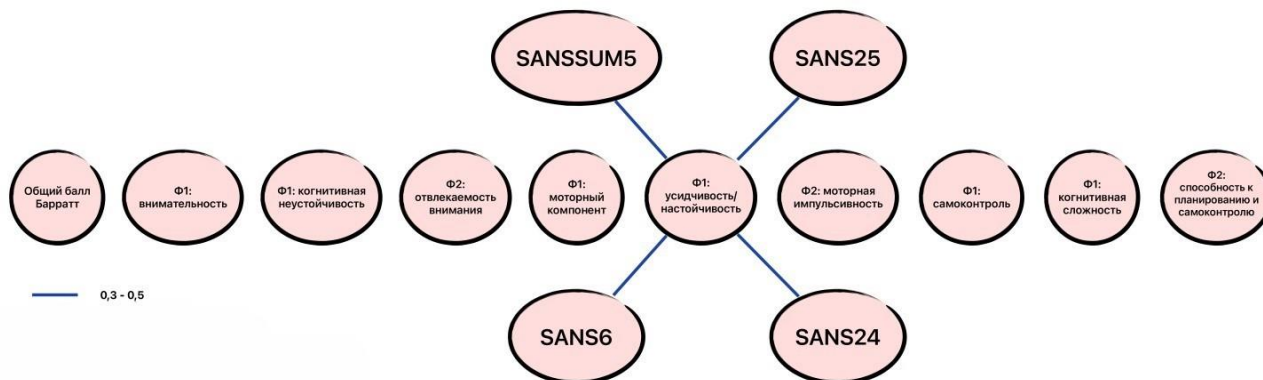 SANSSUM5
SANS25
Общий балл
Барратт
Ф1:
внимательность
Ф1: когнитивная
неустойчивость
Ф2:
отвлекаемость
внимания
Ф1:
моторный
компонент
Ф1:
усидчивость/
настойчивость
Ф2: моторная
импульсивность
Ф1:
самоконтроль
Ф1:
когнитивная
сложность
Ф2:
способность к
планированию и
самоконтролю
0,3 - 0,5
SANS6
SANS24